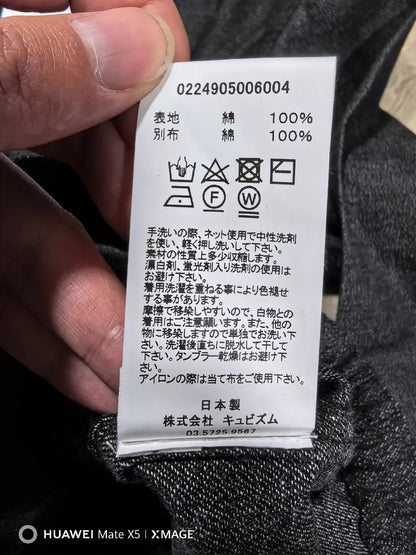 0224905006004
表地 綿 100%
別布 綿 100%
F W
手洗いの際、ネット使用で中性洗剤
を使い、軽く押し洗いして下さい。
素材の性質上多少収縮します。
漂白剤、蛍光剤入り洗剤の使用は
お避け下さい。
着用洗濯を重ねる事により色褪せ
する事があります。
摩擦で移染しやすいので、白物との
着用はご注意願います。また、他の
物に移染しますので単独でお洗い下
さい。洗濯後直ちに脱水して干して
下さい。タンブラー乾燥はお避け下
さい。
アイロンの際は当て布をご使用下さい。
日本製
株式会社 キュビズム
03.5725.9567
HUAWEI Mate X5 | XMAGE